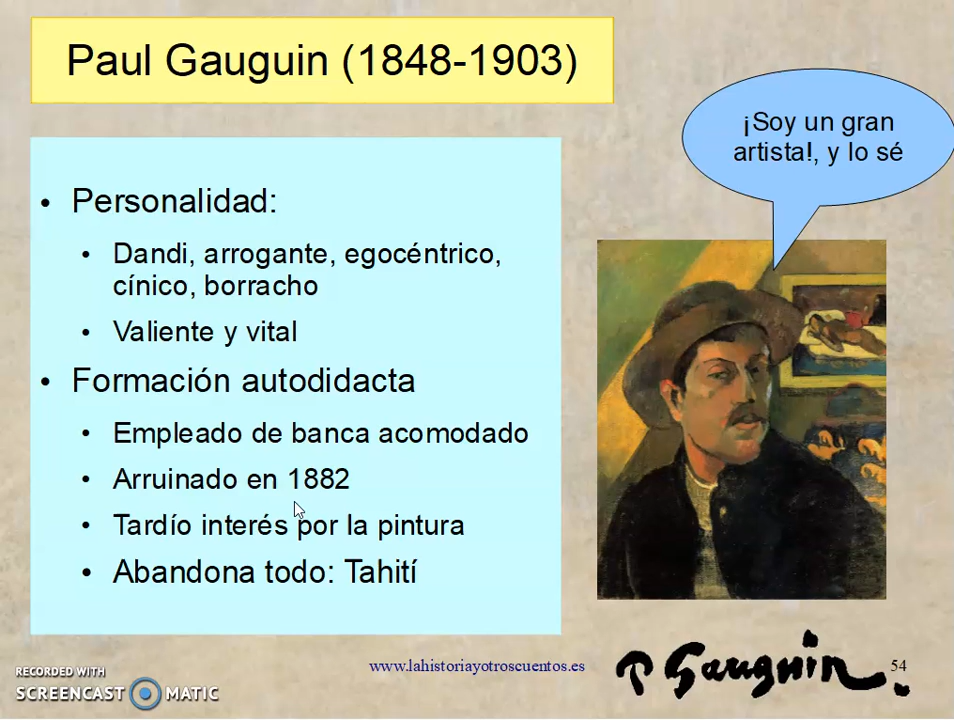 Paul Gauguin (1848-1903)
¡Soy un gran
artista!, y lo sé
• Personalidad:
• Dandi, arrogante, egocéntrico,
cínico, borracho
• Valiente y vital
• Formación autodidacta
• Empleado de banca acomodado
• Arruinado en 1882
• Tardío interés por la pintura
• Abandona todo: Tahití
RECORDED WITH
SCREENCAST MATIC
www.lahistoriayotroscuentos.es
P Gauguin.
54